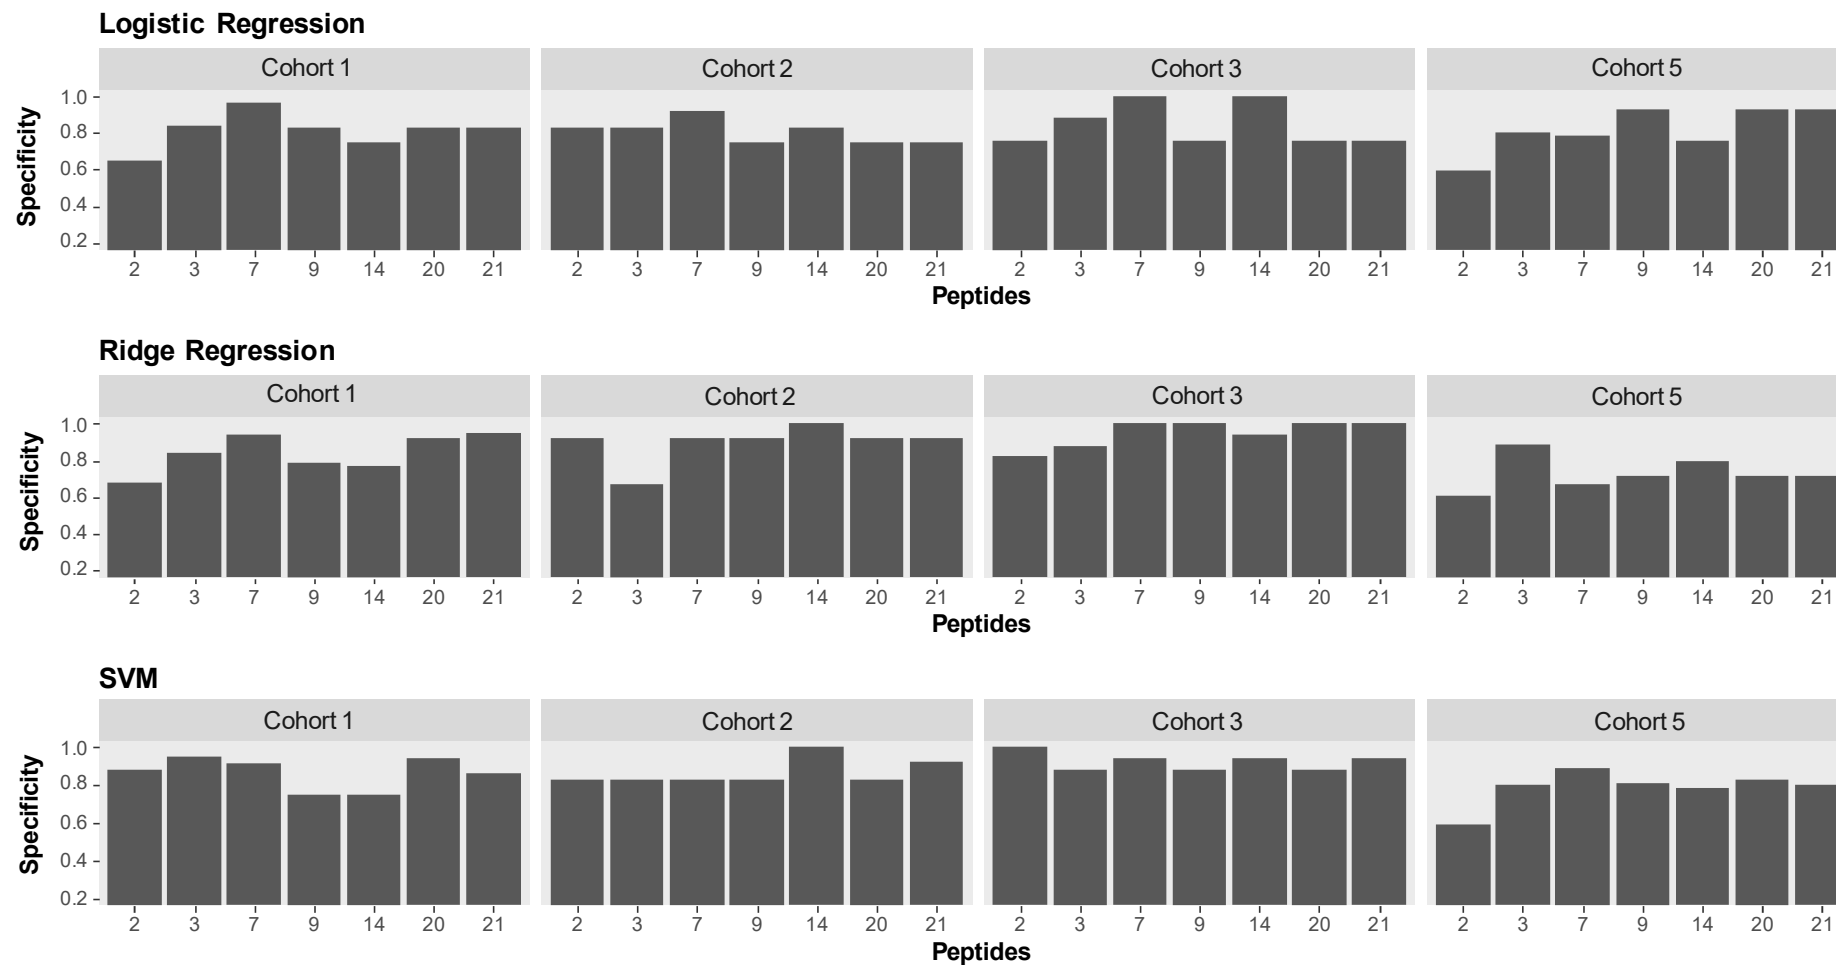 Logistic Regression
Cohort 1 Cohort 2 Cohort 3 Cohort 5
Specificity
1.0
0.8
0.6
0.4
0.2
2 3 7 9 14 20 21 2 3 7 9 14 20 21 2 3 7 9 14 20 21 2 3 7 9 14 20 21
Peptides
Ridge Regression
Cohort 1 Cohort 2 Cohort 3 Cohort 5
Specificity
1.0
0.8
0.6
0.4
0.2
2 3 7 9 14 20 21 2 3 7 9 14 20 21 2 3 7 9 14 20 21 2 3 7 9 14 20 21
Peptides
SVM
Cohort 1 Cohort 2 Cohort 3 Cohort 5
Specificity
1.0
0.8
0.6
0.4
0.2
2 3 7 9 14 20 21 2 3 7 9 14 20 21 2 3 7 9 14 20 21 2 3 7 9 14 20 21
Peptides